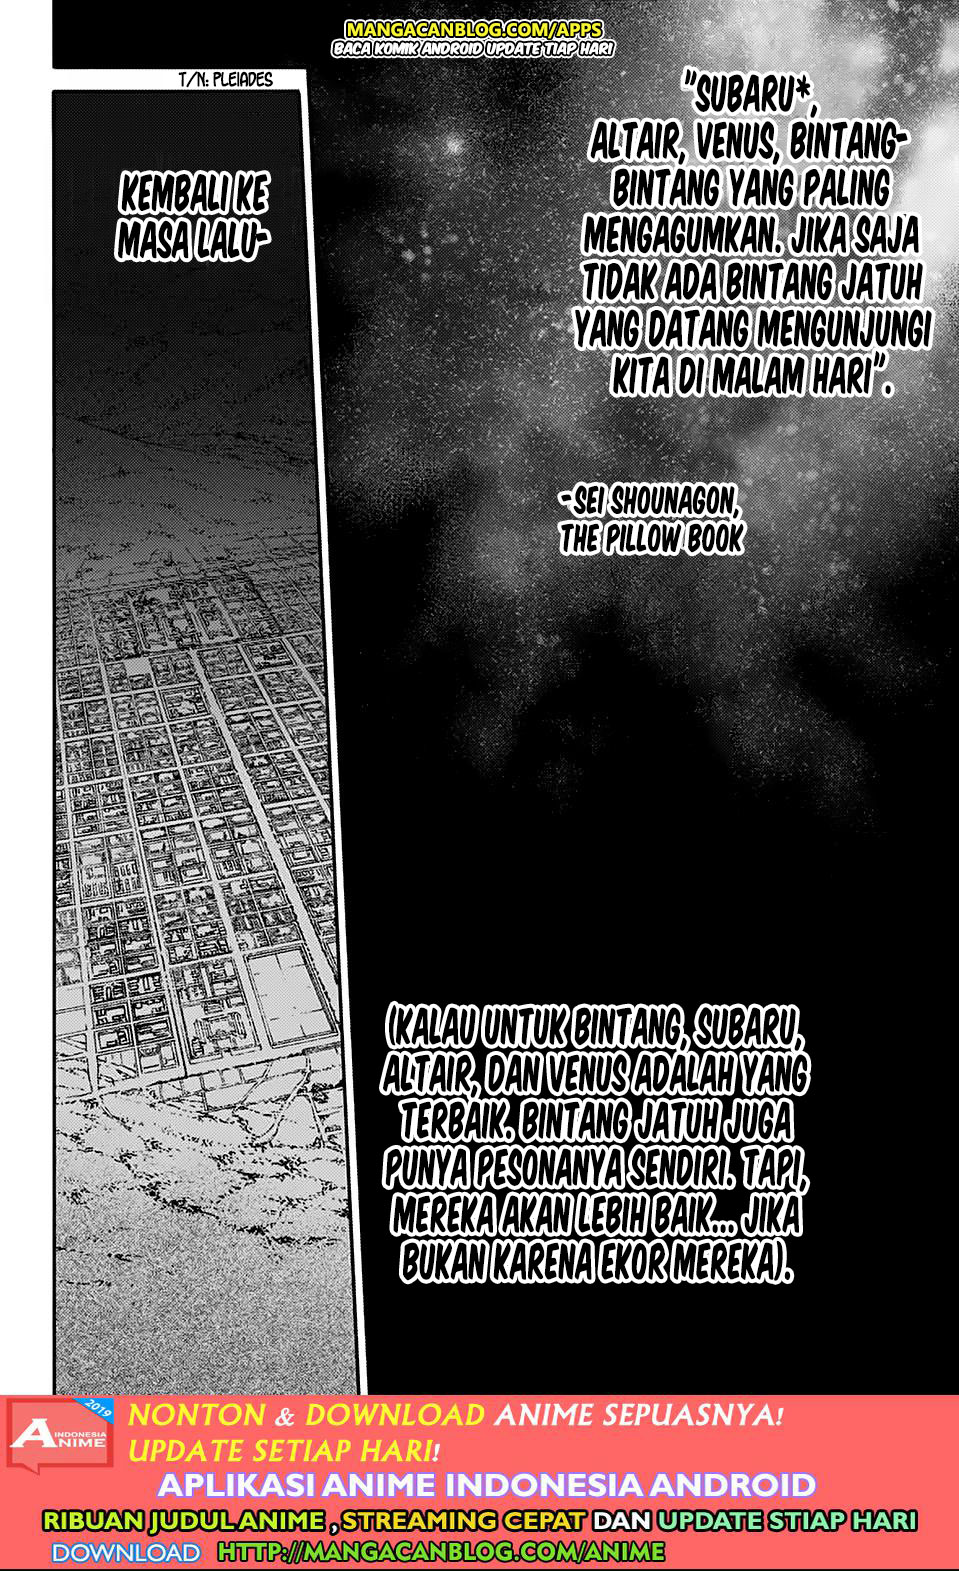 MANGACANBLOG.COM/APPS
BACA KOMIK ANDROID UPDATE TIAP HARI
T/N: PLEIADES
"SUBARU*,
ALTAIR, VENUS, BINTANG-
BINTANG YANG PALING
MENGAGUMKAN. JIKA SAJA
TIDAK ADA BINTANG JATUH
YANG DATANG MENGUNJUNGI
KITA DI MALAM HARI".
-SEI SHOUNAGON,
THE PILLOW BOOK
KEMBALI KE
MASA LALU-
(KALAU UNTUK BINTANG, SUBARU,
ALTAIR, DAN VENUS ADALAH YANG
TERBAIK. BINTANG JATUH JUGA
PUNYA PESONANYA SENDIRI. TAPI,
MEREKA AKAN LEBIH BAIK... JIKA
BUKAN KARENA EKOR MEREKA).
2019
INDONESIA
ANIME
NONTON & DOWNLOAD ANIME SEPUASNYA!
UPDATE SETIAP HARI!
APLIKASI ANIME INDONESIA ANDROID
RIBUAN JUDUL ANIME , STREAMING CEPAT DAN UPDATE STIAP HARI
DOWNLOAD HTTP://MANGACANBLOG.COM/ANIME